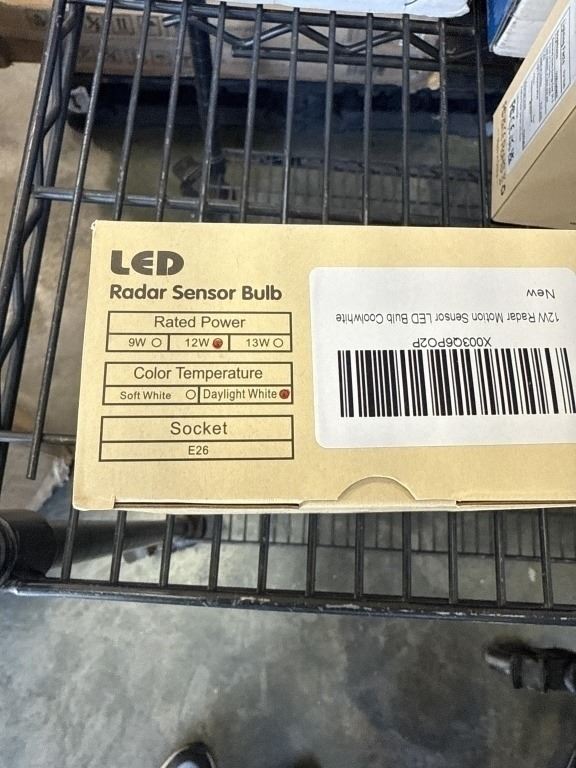 LED
Radar Sensor Bulb
Rated Power
9W 12W 13W
Color Temperature
Soft White Daylight White
Socket
E26
X003Q6PO2P
12W Radar Motion Sensor LED Bulb Coolwhite
New